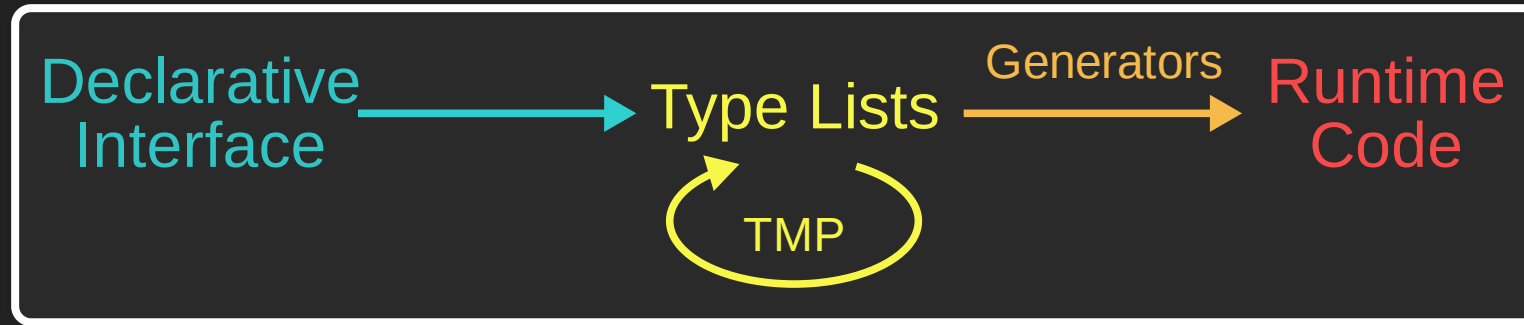 Declarative
Interface
Type Lists
TMP
Generators
Runtime
Code